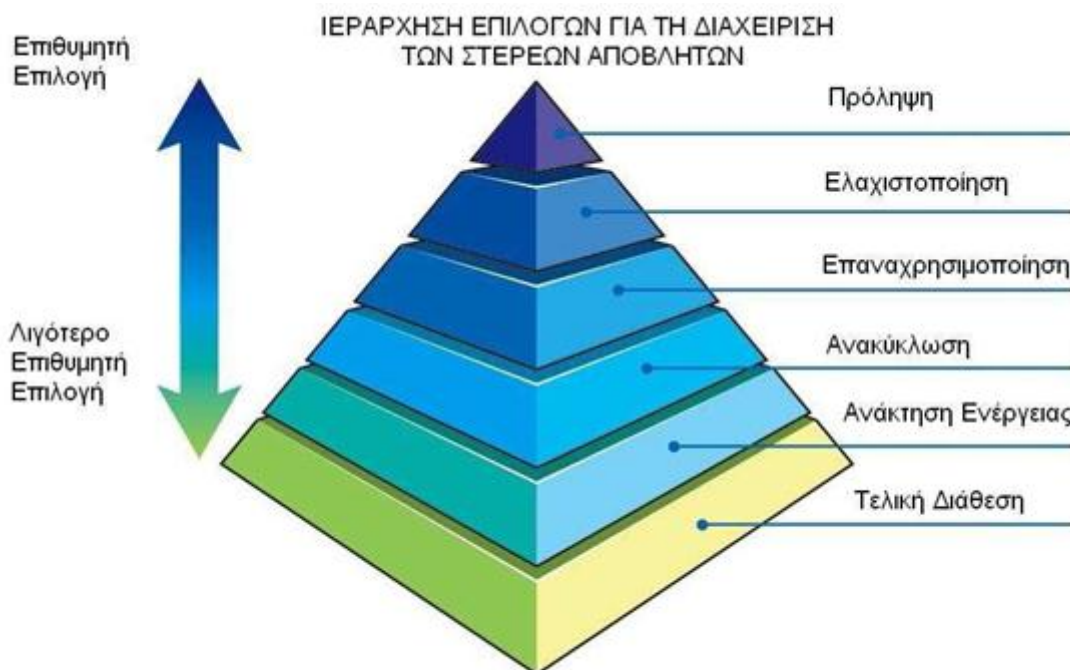 ΙΕΡΑΡΧΗΣΗ ΕΠΙΛΟΓΩΝ ΓΙΑ ΤΗ ΔΙΑΧΕΙΡΙΣΗ
ΤΩΝ ΣΤΕΡΕΩΝ ΑΠΟΒΛΗΤΩΝ
Επιθυμητή
Επιλογή
Πρόληψη
Ελαχιστοποίηση
Επαναχρησιμοποίηση
Λιγότερο
Επιθυμητή
Επιλογή
Ανακύκλωση
Ανάκτηση Ενέργειας
Τελική Διάθεση